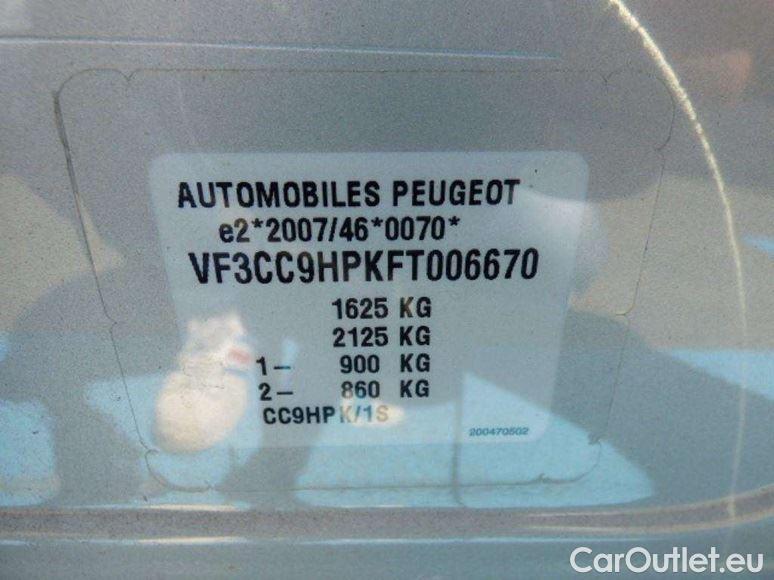 AUTOMOBILES PEUGEOT
e2*2007/46*0070*
VF3CC9HPKFT006670
1625 KG
2125 KG
1– 900 KG
2– 860 KG
CC9HPK/1S
200470502
CarOutlet.eu